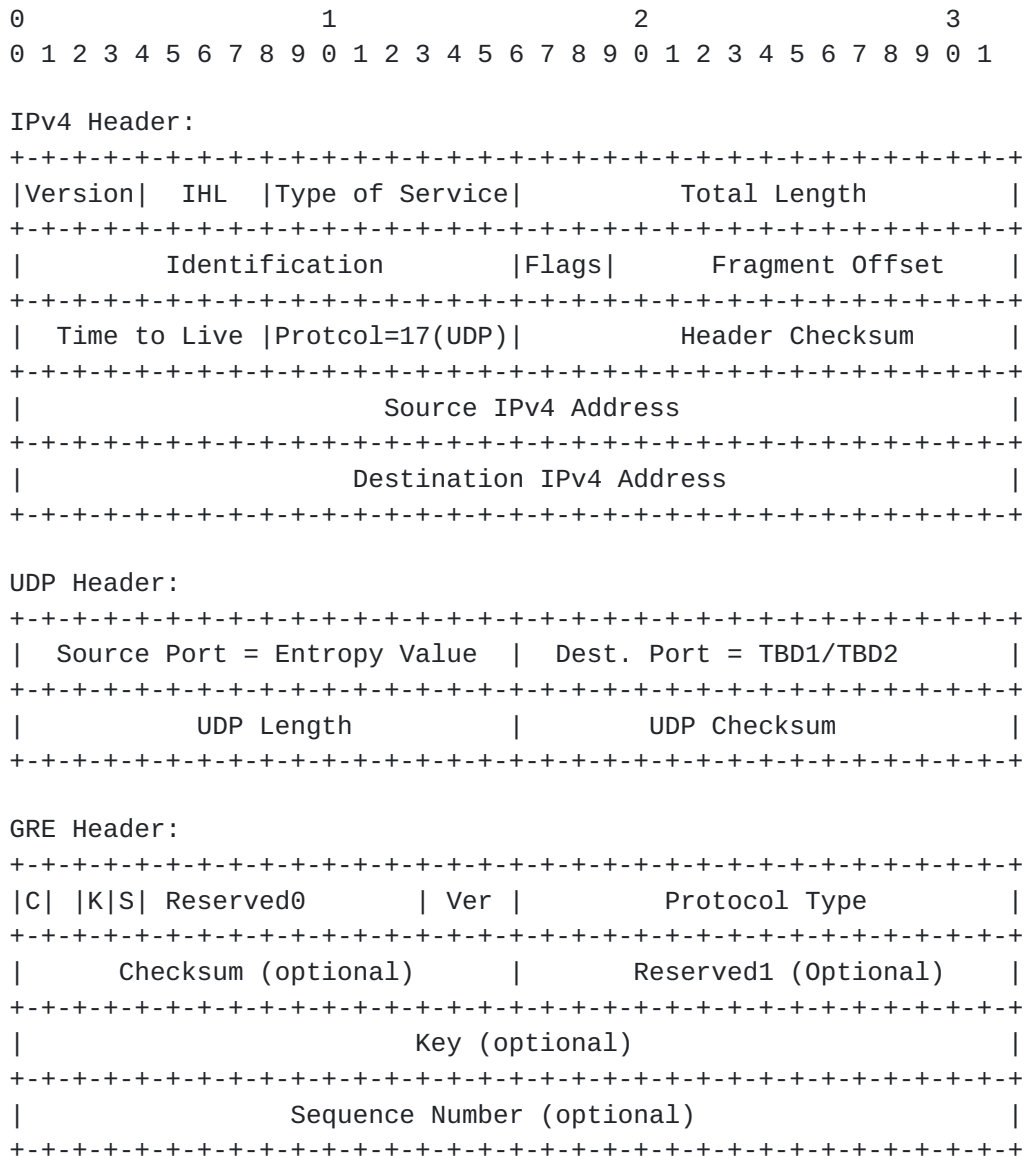 0                   1                   2                   3
0 1 2 3 4 5 6 7 8 9 0 1 2 3 4 5 6 7 8 9 0 1 2 3 4 5 6 7 8 9 0 1

IPv4 Header:
+-+-+-+-+-+-+-+-+-+-+-+-+-+-+-+-+-+-+-+-+-+-+-+-+-+-+-+-+-+-+-+-+
|Version|  IHL  |Type of Service|          Total Length         |
+-+-+-+-+-+-+-+-+-+-+-+-+-+-+-+-+-+-+-+-+-+-+-+-+-+-+-+-+-+-+-+-+
|         Identification        |Flags|      Fragment Offset    |
+-+-+-+-+-+-+-+-+-+-+-+-+-+-+-+-+-+-+-+-+-+-+-+-+-+-+-+-+-+-+-+-+
|  Time to Live |Protcol=17(UDP)|          Header Checksum      |
+-+-+-+-+-+-+-+-+-+-+-+-+-+-+-+-+-+-+-+-+-+-+-+-+-+-+-+-+-+-+-+-+
|                       Source IPv4 Address                     |
+-+-+-+-+-+-+-+-+-+-+-+-+-+-+-+-+-+-+-+-+-+-+-+-+-+-+-+-+-+-+-+-+
|                     Destination IPv4 Address                  |
+-+-+-+-+-+-+-+-+-+-+-+-+-+-+-+-+-+-+-+-+-+-+-+-+-+-+-+-+-+-+-+-+

UDP Header:
+-+-+-+-+-+-+-+-+-+-+-+-+-+-+-+-+-+-+-+-+-+-+-+-+-+-+-+-+-+-+-+-+
|  Source Port = Entropy Value  |  Dest. Port = TBD1/TBD2       |
+-+-+-+-+-+-+-+-+-+-+-+-+-+-+-+-+-+-+-+-+-+-+-+-+-+-+-+-+-+-+-+-+
|           UDP Length          |        UDP Checksum           |
+-+-+-+-+-+-+-+-+-+-+-+-+-+-+-+-+-+-+-+-+-+-+-+-+-+-+-+-+-+-+-+-+

GRE Header:
+-+-+-+-+-+-+-+-+-+-+-+-+-+-+-+-+-+-+-+-+-+-+-+-+-+-+-+-+-+-+-+-+
|C| |K|S| Reserved0       | Ver |         Protocol Type         |
+-+-+-+-+-+-+-+-+-+-+-+-+-+-+-+-+-+-+-+-+-+-+-+-+-+-+-+-+-+-+-+-+
|      Checksum (optional)      |       Reserved1 (Optional)    |
+-+-+-+-+-+-+-+-+-+-+-+-+-+-+-+-+-+-+-+-+-+-+-+-+-+-+-+-+-+-+-+-+
|                         Key (optional)                        |
+-+-+-+-+-+-+-+-+-+-+-+-+-+-+-+-+-+-+-+-+-+-+-+-+-+-+-+-+-+-+-+-+
|                 Sequence Number (optional)                    |
+-+-+-+-+-+-+-+-+-+-+-+-+-+-+-+-+-+-+-+-+-+-+-+-+-+-+-+-+-+-+-+-+